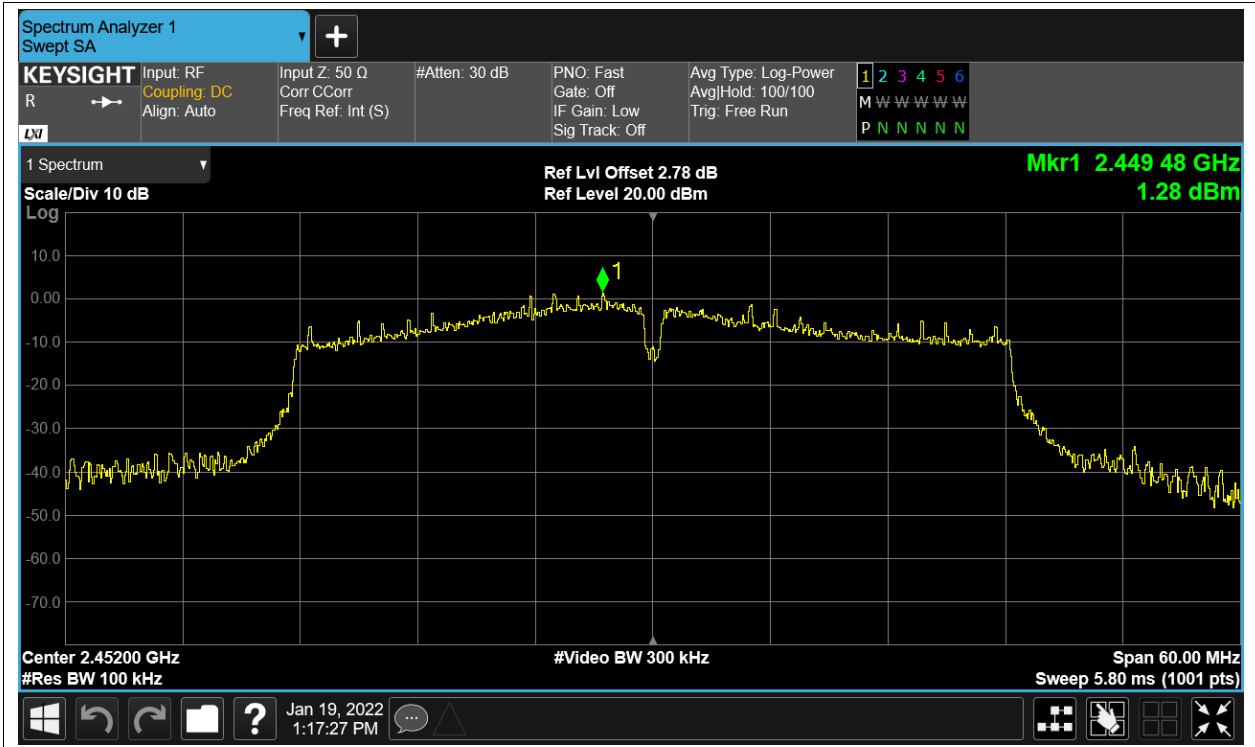 Spectrum Analyzer 1
Swept SA
KEYSIGHT
R
LXI
Input: RF
Coupling: DC
Align: Auto
Input Z: 50 Ω
Corr CCorr
Freq Ref: Int (S)
#Atten: 30 dB
PNO: Fast
Gate: Off
IF Gain: Low
Sig Track: Off
Avg Type: Log-Power
Avg|Hold: 100/100
Trig: Free Run
1 2 3 4 5 6
M W W W W W
P N N N N N
1 Spectrum
Scale/Div 10 dB
Log
Ref Lvl Offset 2.78 dB
Ref Level 20.00 dBm
Mkr1 2.449 48 GHz
1.28 dBm
1
10.0
0.00
-10.0
-20.0
-30.0
-40.0
-50.0
-60.0
-70.0
Center 2.45200 GHz
#Res BW 100 kHz
#Video BW 300 kHz
Span 60.00 MHz
Sweep 5.80 ms (1001 pts)
?
Jan 19, 2022
1:17:27 PM